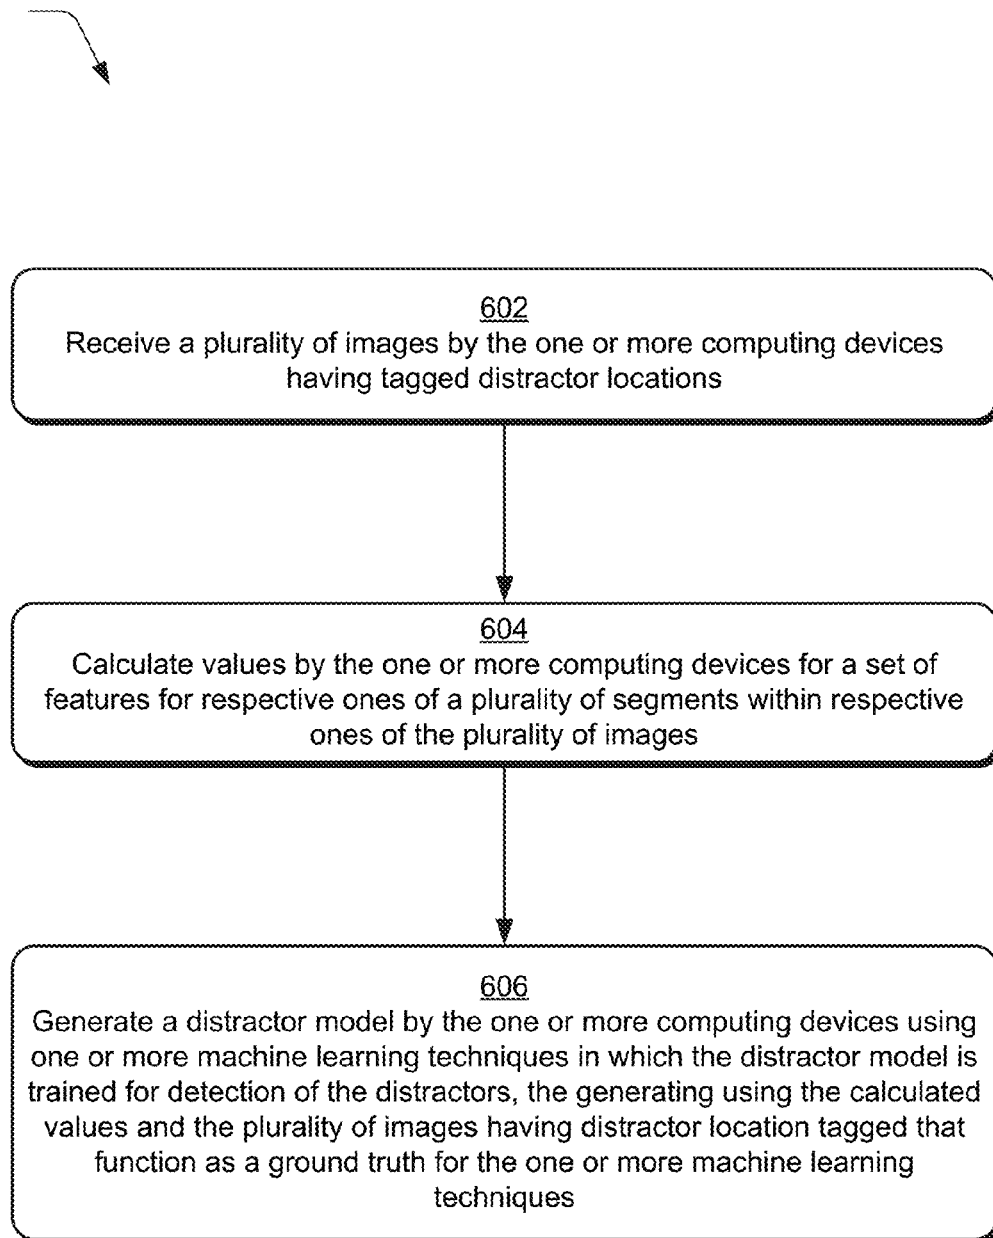 602
Receive a plurality of images by the one or more computing devices
having tagged distractor locations
604
Calculate values by the one or more computing devices for a set of
features for respective ones of a plurality of segments within respective
ones of the plurality of images
606
Generate a distractor model by the one or more computing devices using
one or more machine learning techniques in which the distractor model is
trained for detection of the distractors, the generating using the calculated
values and the plurality of images having distractor location tagged that
function as a ground truth for the one or more machine learning
techniques